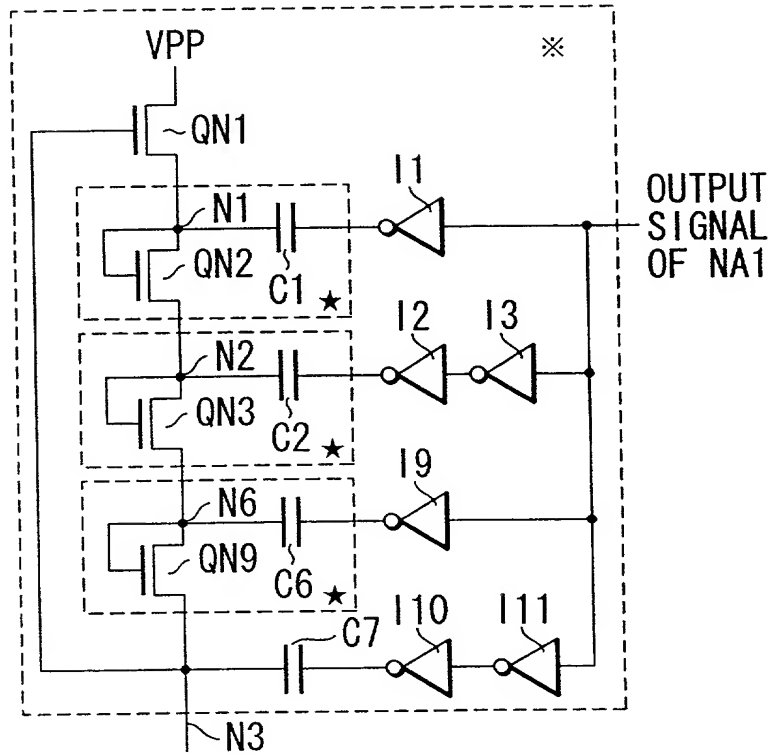 VPP
※
QN1
I1
OUTPUT
SIGNAL
OF NA1
N1
QN2
C1
★
I2
I3
N2
QN3
C2
★
I9
N6
QN9
C6
★
C7
I10
I11
N3